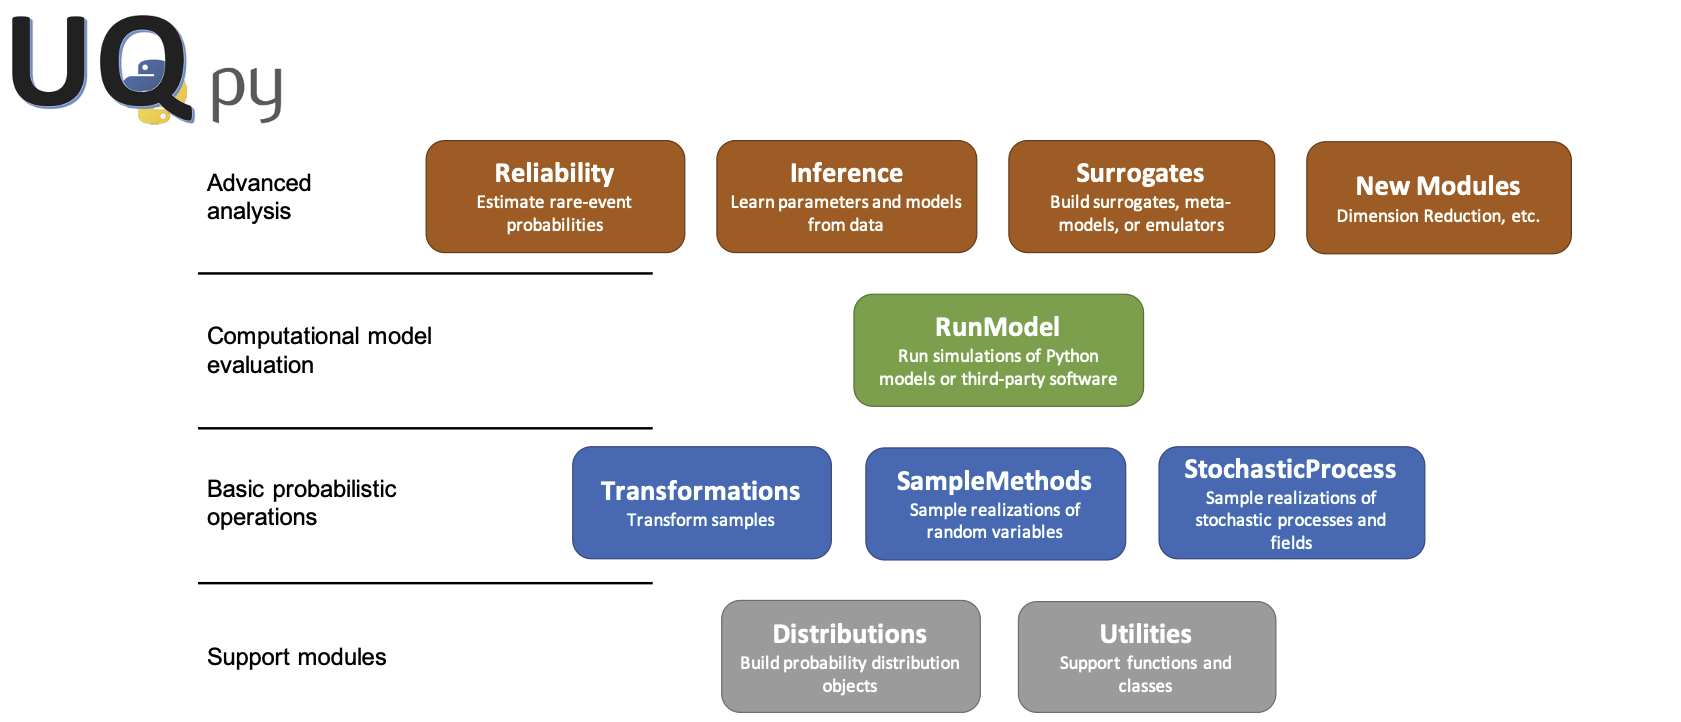 UQpy
Advanced
analysis
Reliability
Estimate rare-event
probabilities
Inference
Learn parameters and models
from data
Surrogates
Build surrogates, meta-
models, or emulators
New Modules
Dimension Reduction, etc.
Computational model
evaluation
RunModel
Run simulations of Python
models or third-party software
Basic probabilistic
operations
Transformations
Transform samples
SampleMethods
Sample realizations of
random variables
StochasticProcess
Sample realizations of
stochastic processes and
fields
Support modules
Distributions
Build probability distribution
objects
Utilities
Support functions and
classes